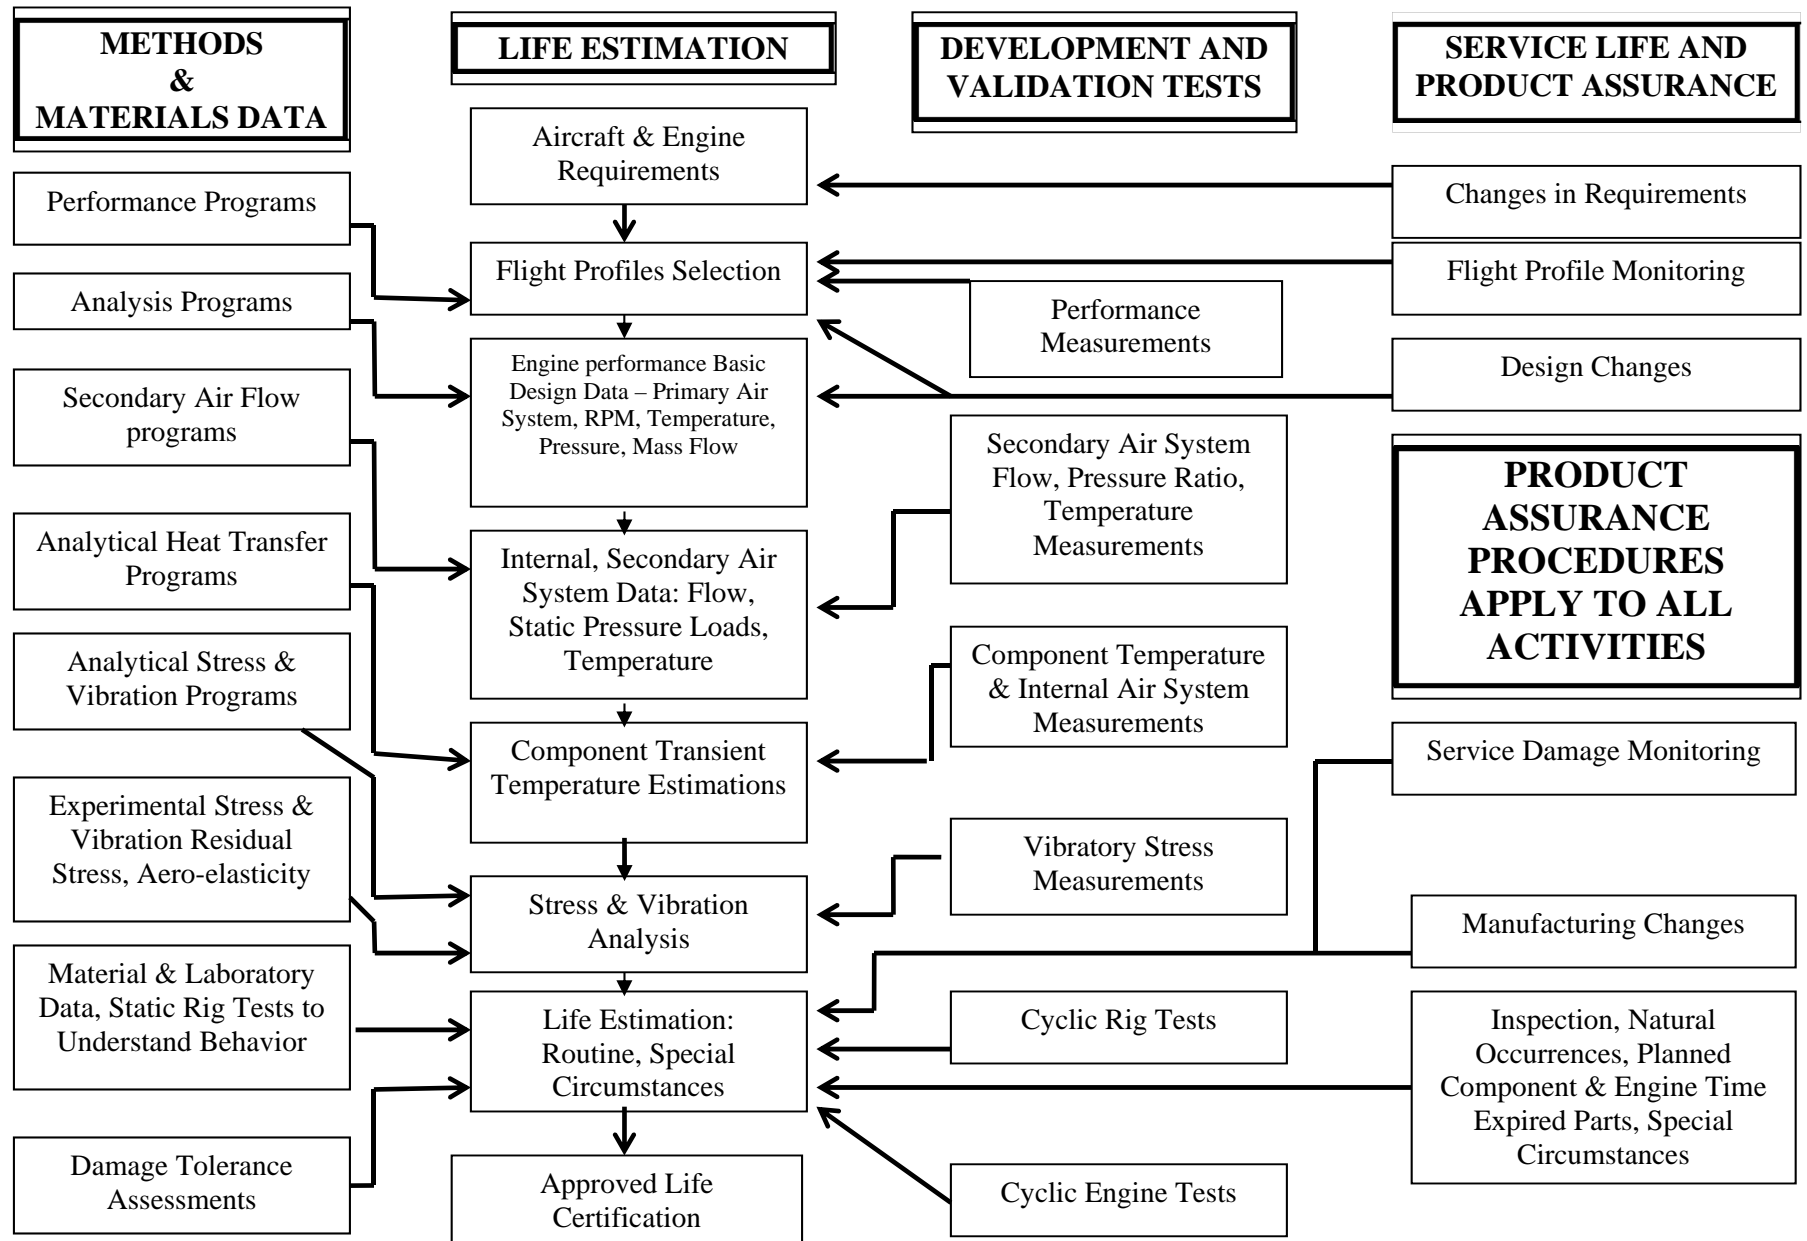 METHODS
&
MATERIALS DATA
Performance Programs
Analysis Programs
Secondary Air Flow
programs
Analytical Heat Transfer
Programs
Analytical Stress &
Vibration Programs
Experimental Stress &
Vibration Residual
Stress, Aero-elasticity
Material & Laboratory
Data, Static Rig Tests to
Understand Behavior
Damage Tolerance
Assessments
LIFE ESTIMATION
Aircraft & Engine
Requirements
Flight Profiles Selection
Engine performance Basic
Design Data – Primary Air
System, RPM, Temperature,
Pressure, Mass Flow
Internal, Secondary Air
System Data: Flow,
Static Pressure Loads,
Temperature
Component Transient
Temperature Estimations
Stress & Vibration
Analysis
Life Estimation:
Routine, Special
Circumstances
Approved Life
Certification
DEVELOPMENT AND
VALIDATION TESTS
Performance
Measurements
Secondary Air System
Flow, Pressure Ratio,
Temperature
Measurements
Component Temperature
& Internal Air System
Measurements
Vibratory Stress
Measurements
Cyclic Rig Tests
Cyclic Engine Tests
SERVICE LIFE AND
PRODUCT ASSURANCE
Changes in Requirements
Flight Profile Monitoring
Design Changes
PRODUCT
ASSURANCE
PROCEDURES
APPLY TO ALL
ACTIVITIES
Service Damage Monitoring
Manufacturing Changes
Inspection, Natural
Occurrences, Planned
Component & Engine Time
Expired Parts, Special
Circumstances